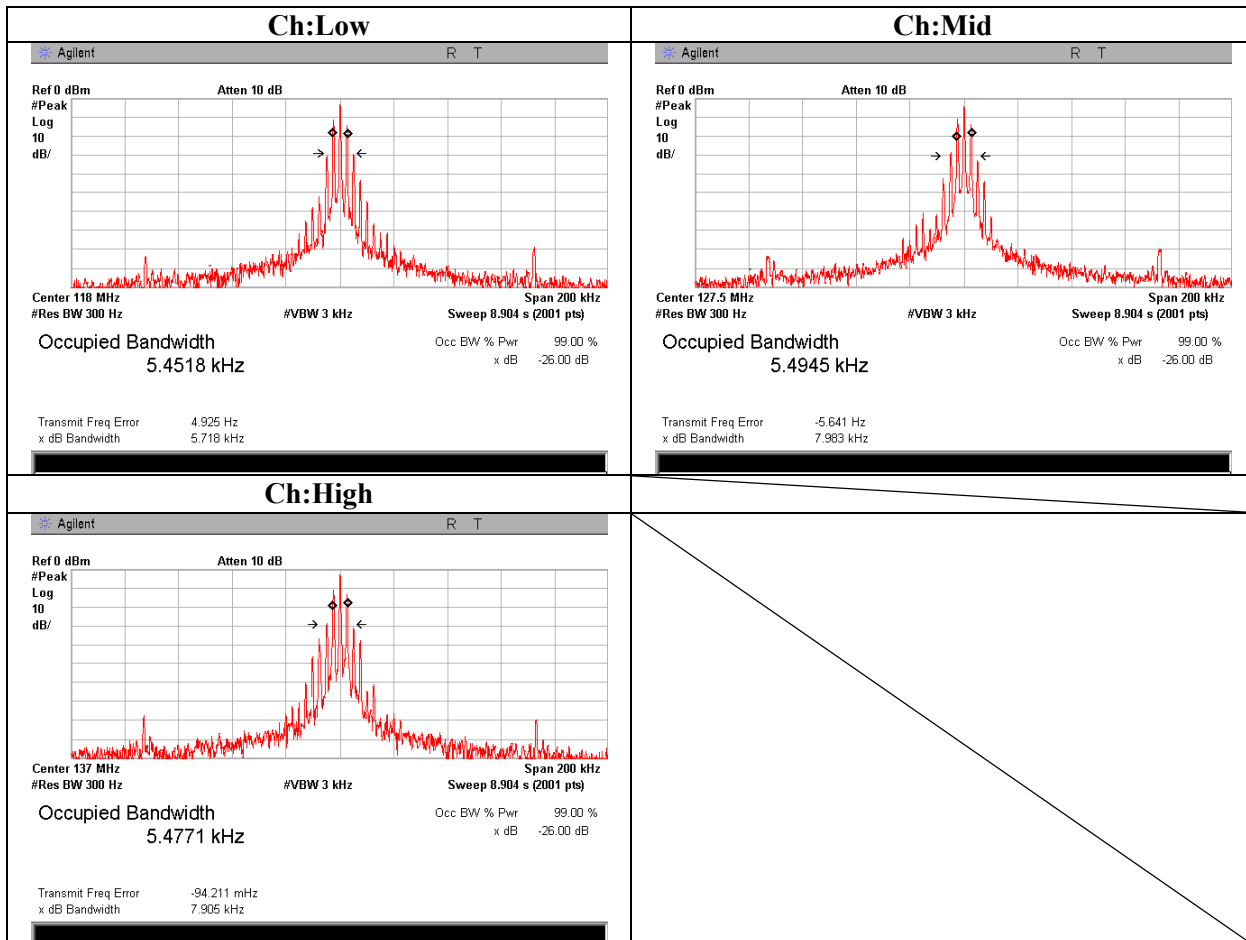 Ch:Low
Agilent R T
Ref 0 dBm Atten 10 dB
#Peak
Log
10
dB/
Center 118 MHz Span 200 kHz
#Res BW 300 Hz #VBW 3 kHz Sweep 8.904 s (2001 pts)
Occupied Bandwidth Occ BW % Pwr 99.00 %
5.4518 kHz x dB -26.00 dB
Transmit Freq Error 4.925 Hz
x dB Bandwidth 5.718 kHz
Ch:Mid
Agilent R T
Ref 0 dBm Atten 10 dB
#Peak
Log
10
dB/
Center 127.5 MHz Span 200 kHz
#Res BW 300 Hz #VBW 3 kHz Sweep 8.904 s (2001 pts)
Occupied Bandwidth Occ BW % Pwr 99.00 %
5.4945 kHz x dB -26.00 dB
Transmit Freq Error -5.641 Hz
x dB Bandwidth 7.983 kHz
Ch:High
Agilent R T
Ref 0 dBm Atten 10 dB
#Peak
Log
10
dB/
Center 137 MHz Span 200 kHz
#Res BW 300 Hz #VBW 3 kHz Sweep 8.904 s (2001 pts)
Occupied Bandwidth Occ BW % Pwr 99.00 %
5.4771 kHz x dB -26.00 dB
Transmit Freq Error -94.211 mHz
x dB Bandwidth 7.905 kHz